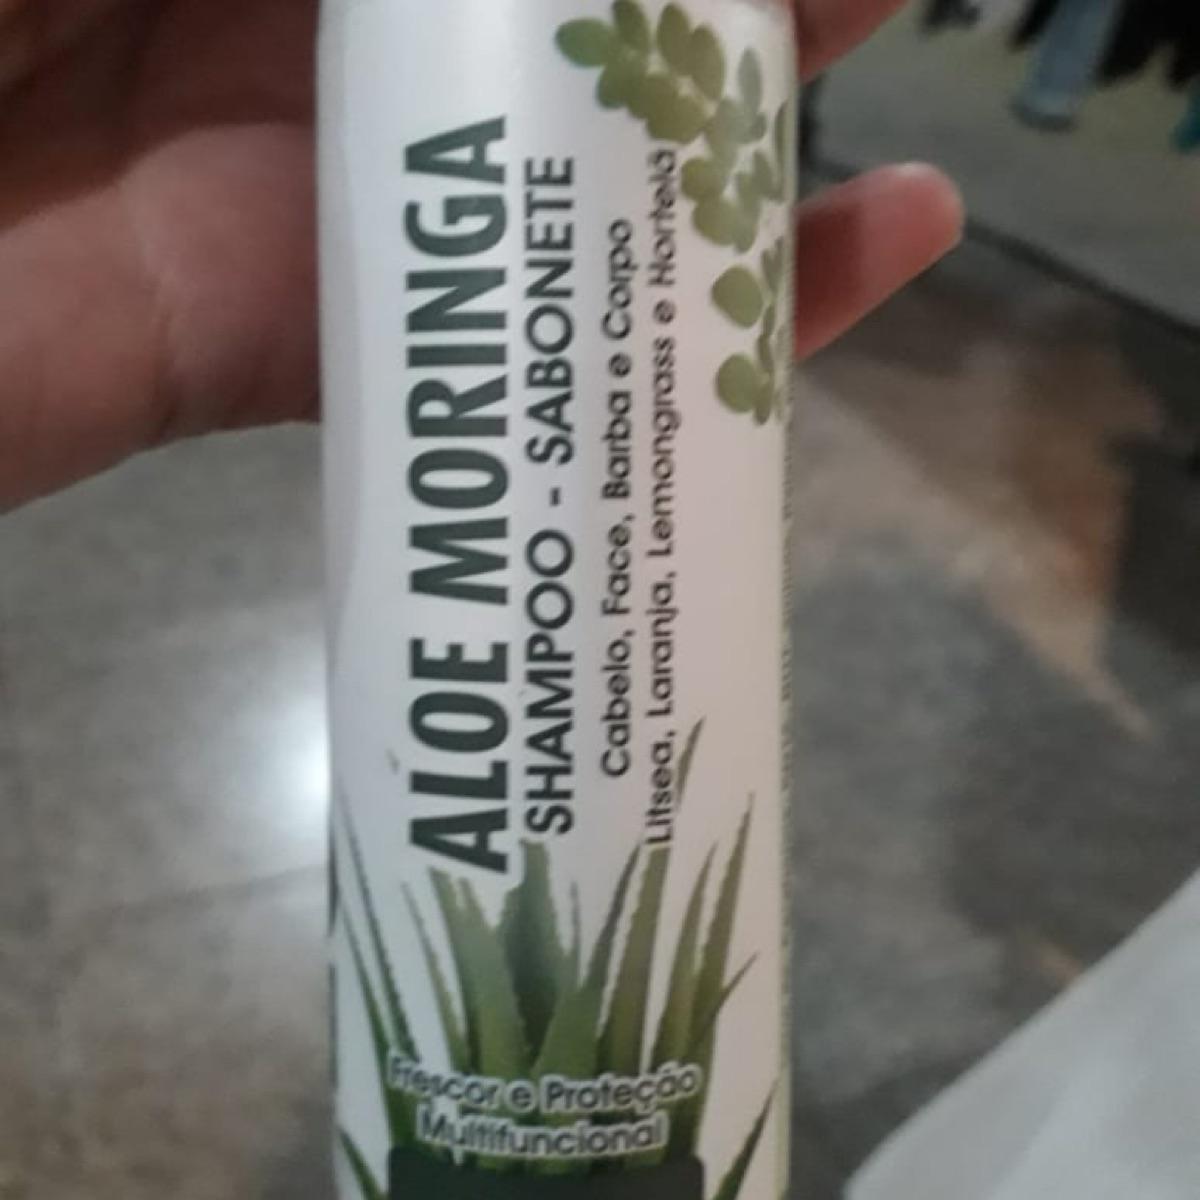 ALOE MORINGA
SHAMPOO - SABONETE
Cabelo, Face, Barba e Corpo
Litsea, Laranja, Lemongrass e Hortelã
Frescor e Proteção
Multifuncional